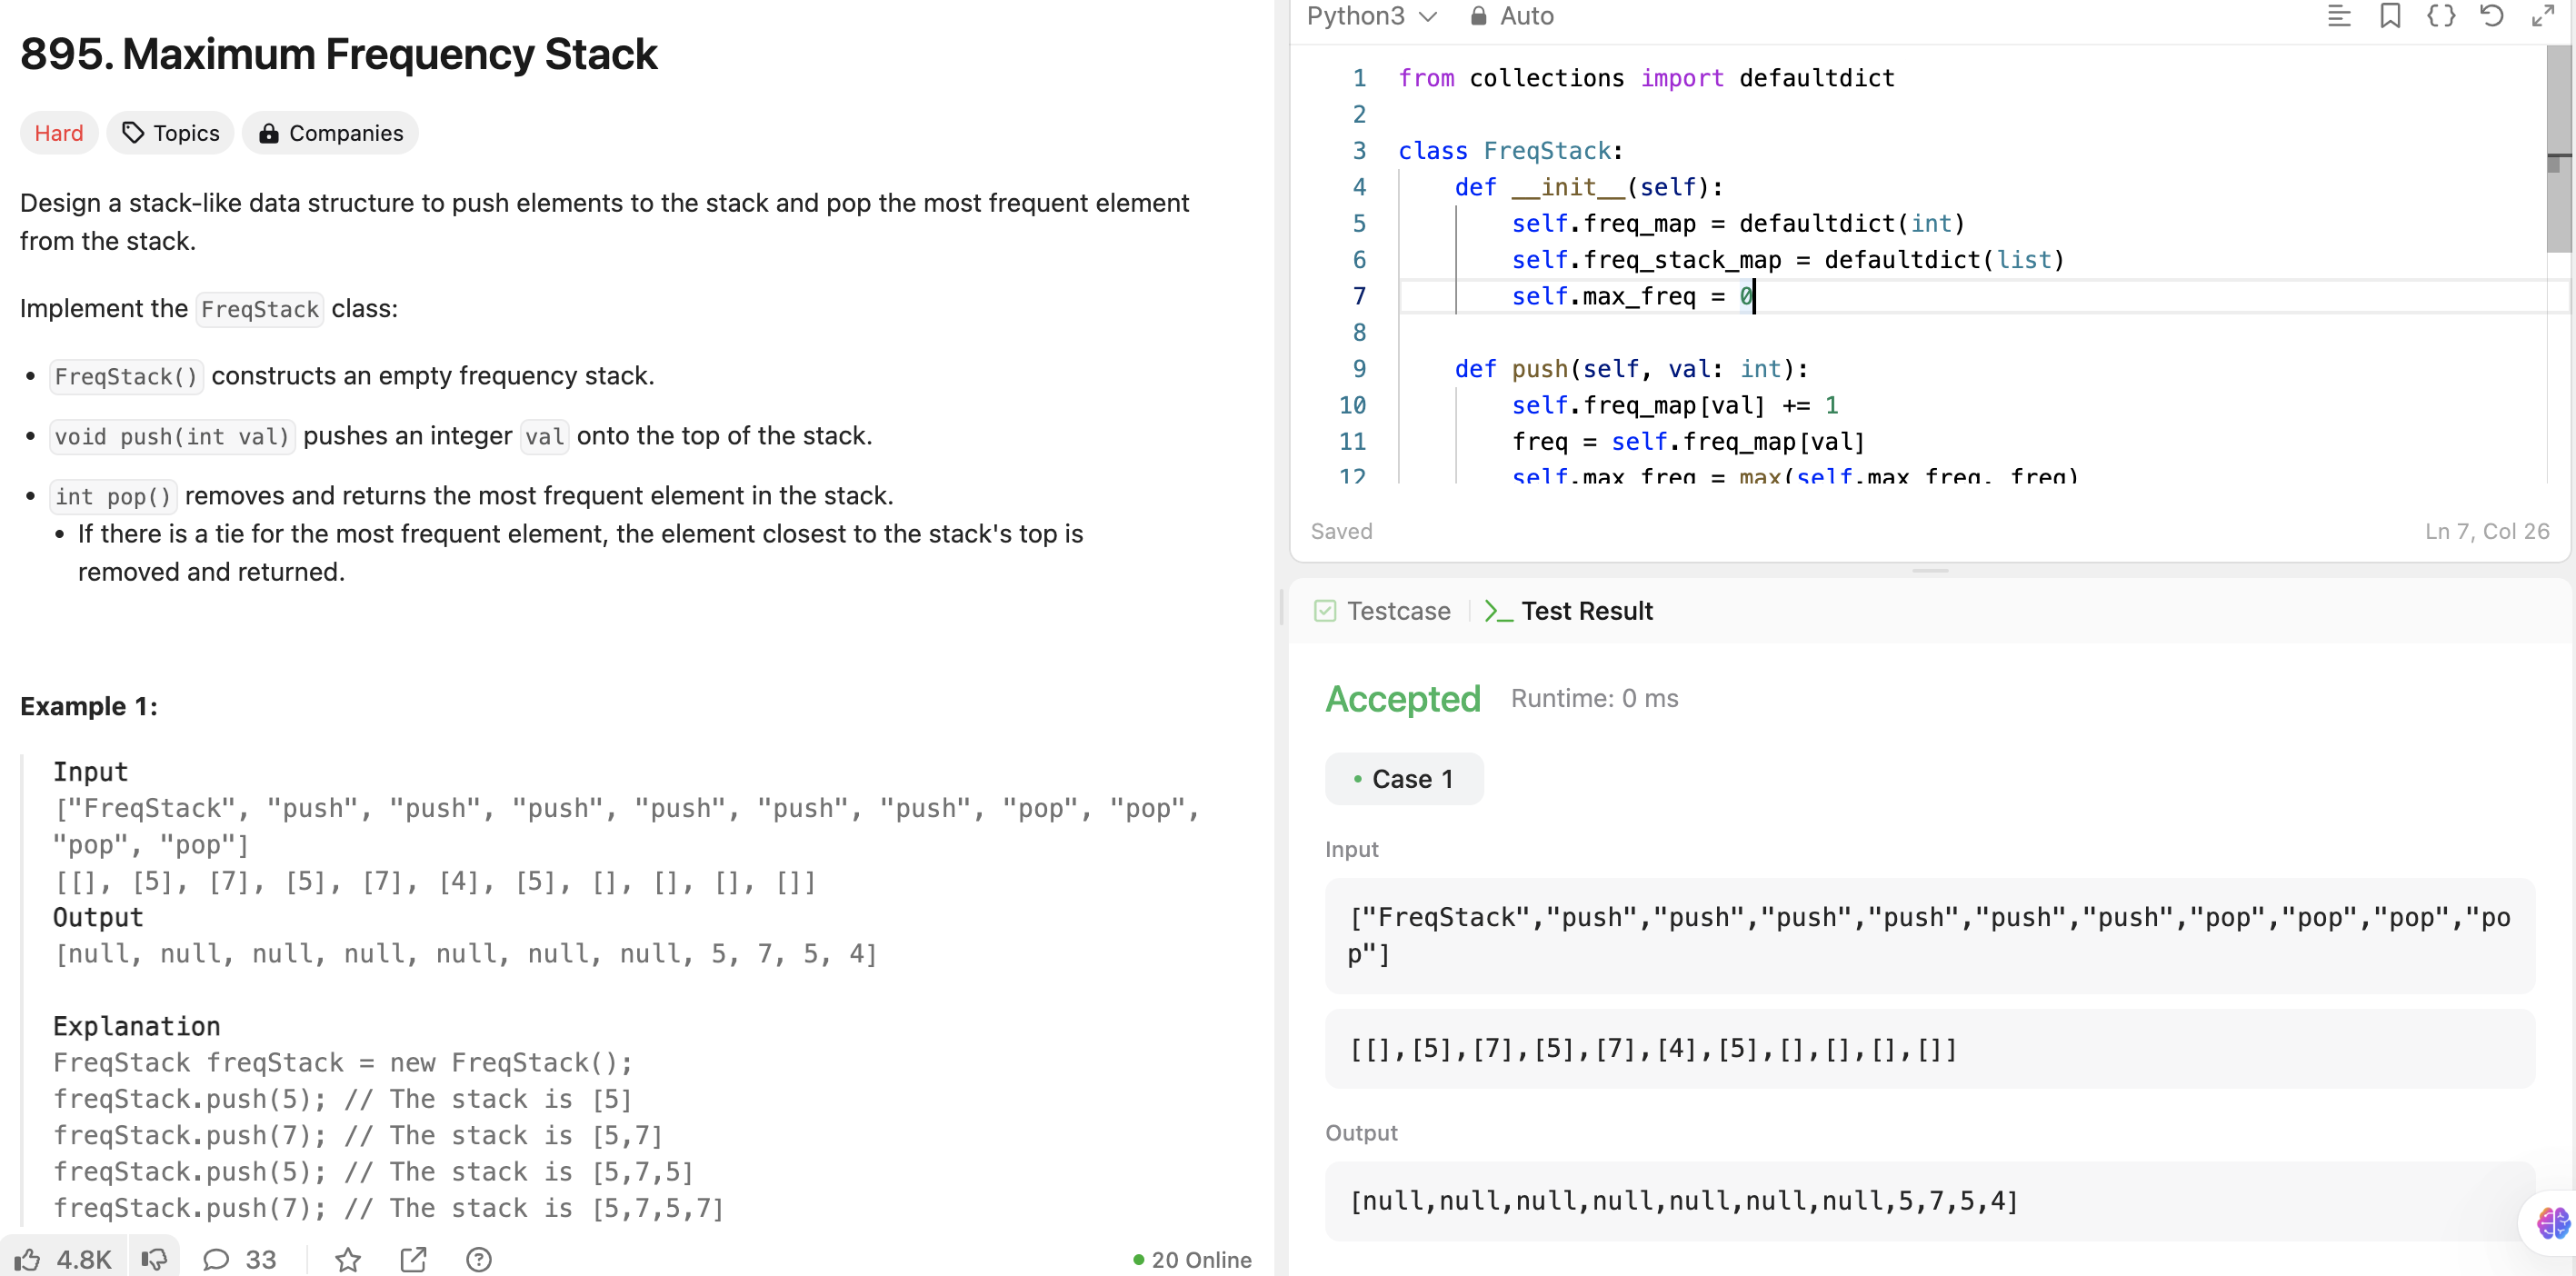 895. Maximum Frequency Stack
Hard
Topics
Companies
Design a stack-like data structure to push elements to the stack and pop the most frequent element
from the stack.
Implement the FreqStack class:
• FreqStack() constructs an empty frequency stack.
• void push(int val) pushes an integer val onto the top of the stack.
• int pop() removes and returns the most frequent element in the stack.
• If there is a tie for the most frequent element, the element closest to the stack's top is
removed and returned.
Example 1:
Input
["FreqStack", "push", "push", "push", "push", "push", "push", "pop", "pop",
"pop", "pop"]
[[], [5], [7], [5], [7], [4], [5], [], [], [], []]
Output
[null, null, null, null, null, null, null, 5, 7, 5, 4]
Explanation
FreqStack freqStack = new FreqStack();
freqStack.push(5); // The stack is [5]
freqStack.push(7); // The stack is [5,7]
freqStack.push(5); // The stack is [5,7,5]
freqStack.push(7); // The stack is [5,7,5,7]
4.8K
33
20 Online
Python3
Auto
1 from collections import defaultdict
2
3 class FreqStack:
4     def __init__(self):
5         self.freq_map = defaultdict(int)
6         self.freq_stack_map = defaultdict(list)
7         self.max_freq = 0
8
9     def push(self, val: int):
10         self.freq_map[val] += 1
11         freq = self.freq_map[val]
12         self.max_freq = max(self.max_freq, freq)
Saved
Ln 7, Col 26
Testcase
>_ Test Result
Accepted
Runtime: 0 ms
• Case 1
Input
["FreqStack","push","push","push","push","push","push","pop","pop","pop","po
p"]
[[],[5],[7],[5],[7],[4],[5],[],[],[],[]]
Output
[null,null,null,null,null,null,null,5,7,5,4]